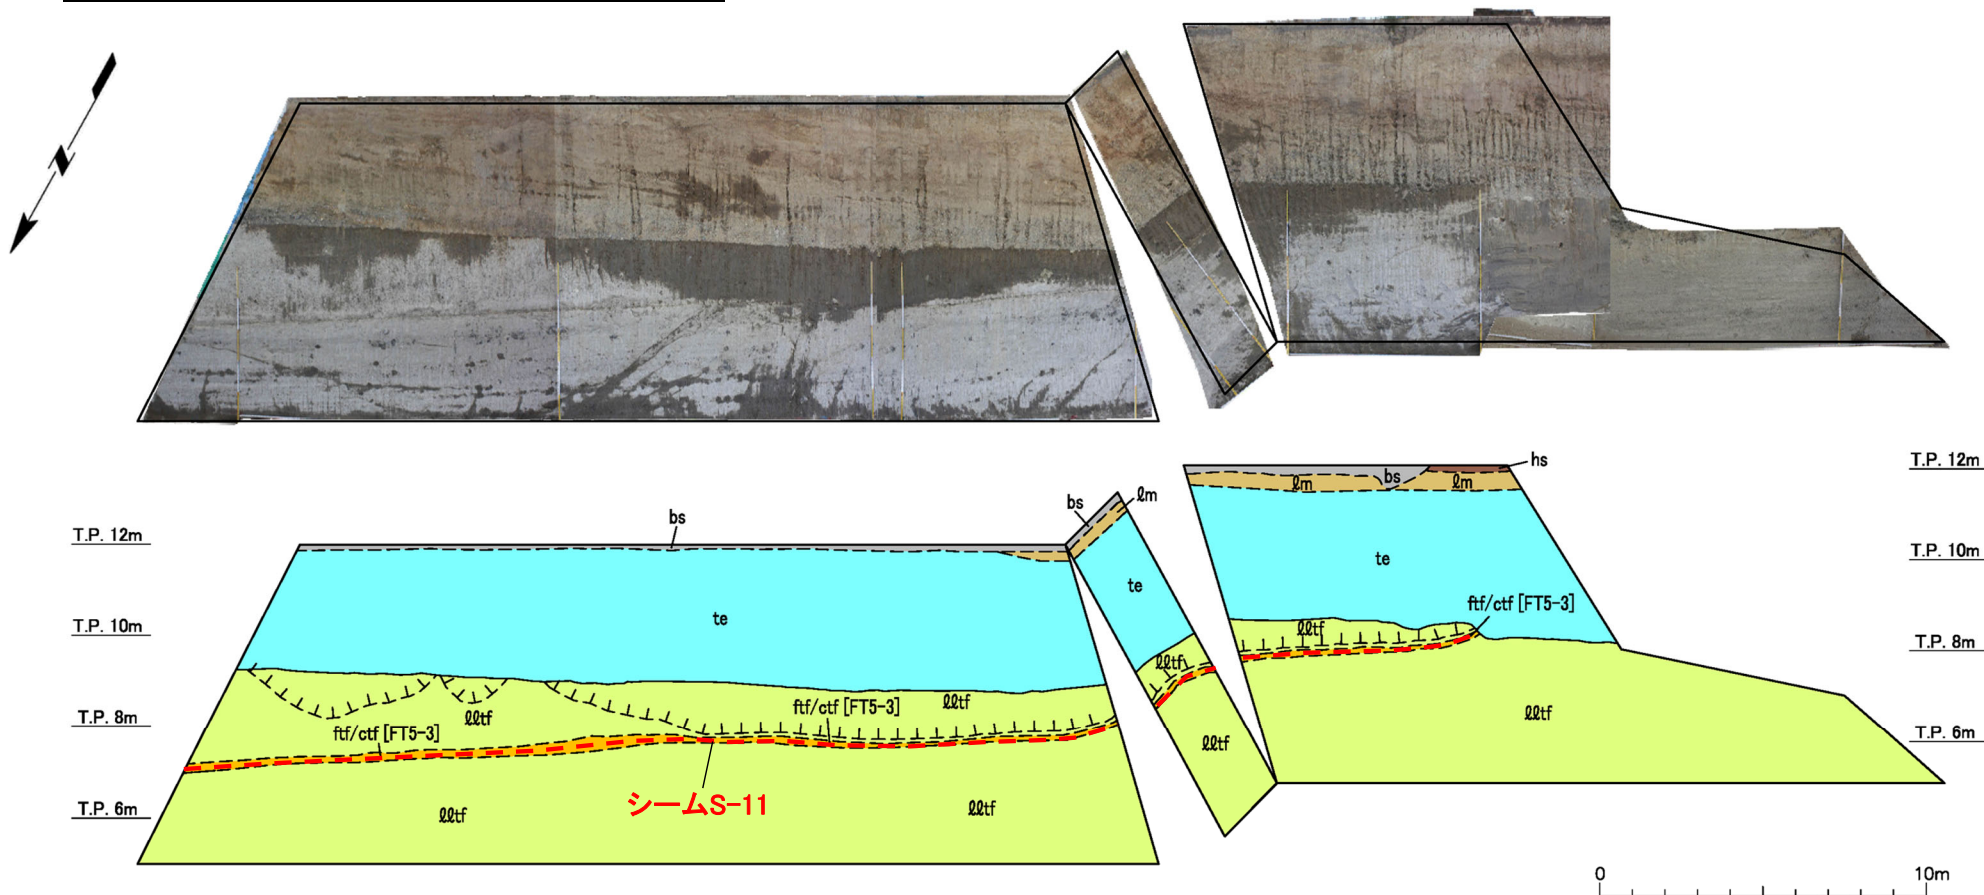 hs
T.P. 12m
bs
ℓm
ℓm
bs
ℓm
bs
T.P. 12m
te
T.P. 10m
te
te
ftf/ctf [FT5-3]
T.P. 10m
ℓℓtf
T.P. 8m
ℓℓtf
ℓℓtf
ftf/ctf [FT5-3]
ℓℓtf
ℓℓtf
T.P. 8m
ftf/ctf [FT5-3]
ℓℓtf
T.P. 6m
シームS-11
T.P. 6m
ℓℓtf
ℓℓtf
0 10m